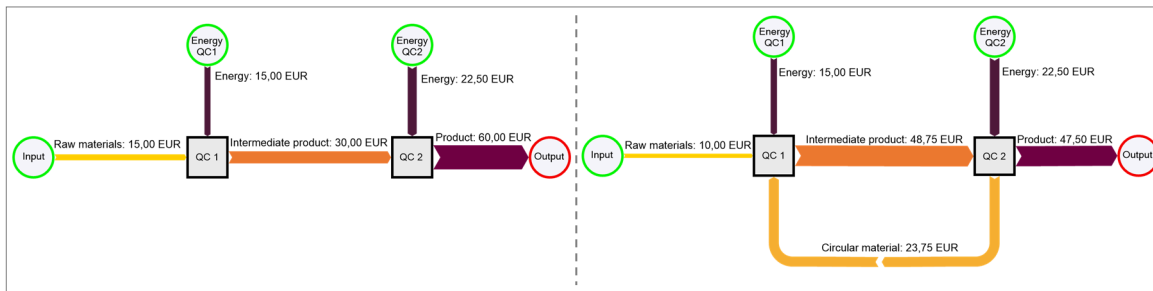 Energy
QC1
Energy
QC2
Energy: 15,00 EUR
Energy: 22,50 EUR
Input
Raw materials: 15,00 EUR
QC 1
Intermediate product: 30,00 EUR
QC 2
Product: 60,00 EUR
Output
Energy
QC1
Energy
QC2
Energy: 15,00 EUR
Energy: 22,50 EUR
Input
Raw materials: 10,00 EUR
QC 1
Intermediate product: 48,75 EUR
QC 2
Product: 47,50 EUR
Output
Circular material: 23,75 EUR